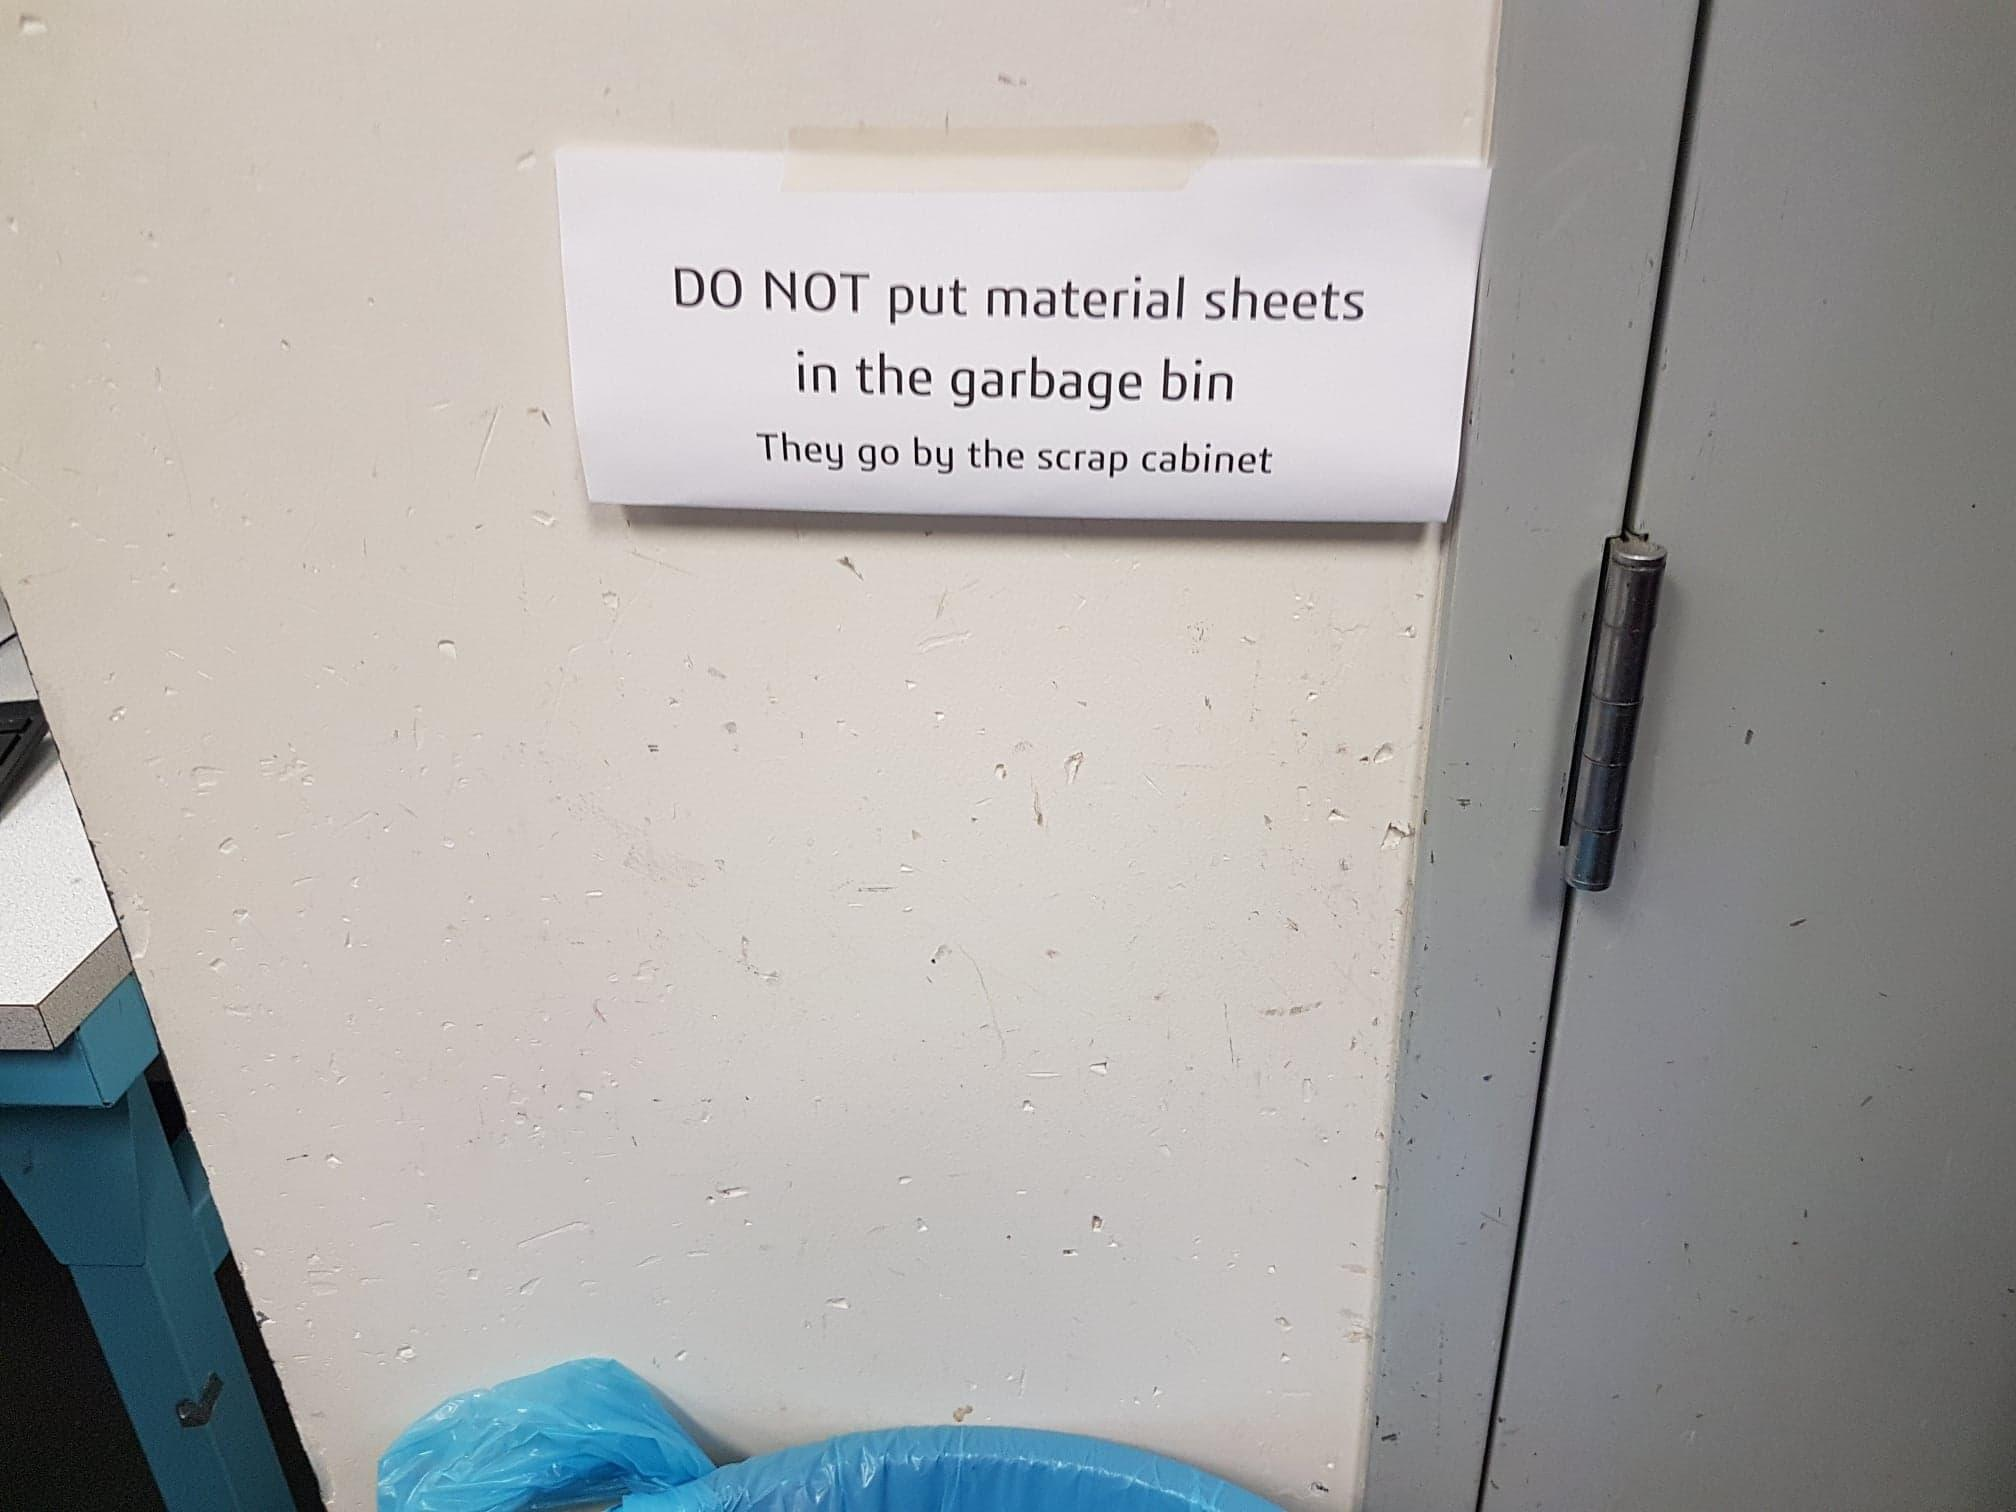 DO NOT put material sheets
in the garbage bin
They go by the scrap cabinet